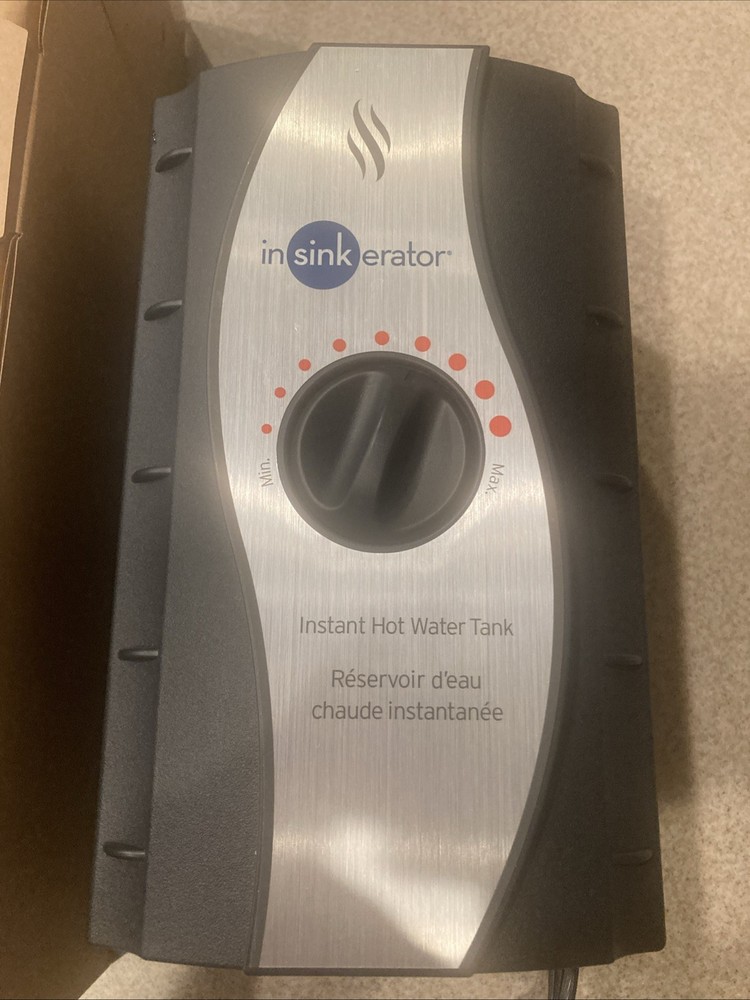 insinkerator®
Min.
Max.
Instant Hot Water Tank
Réservoir d'eau
chaude instantanée